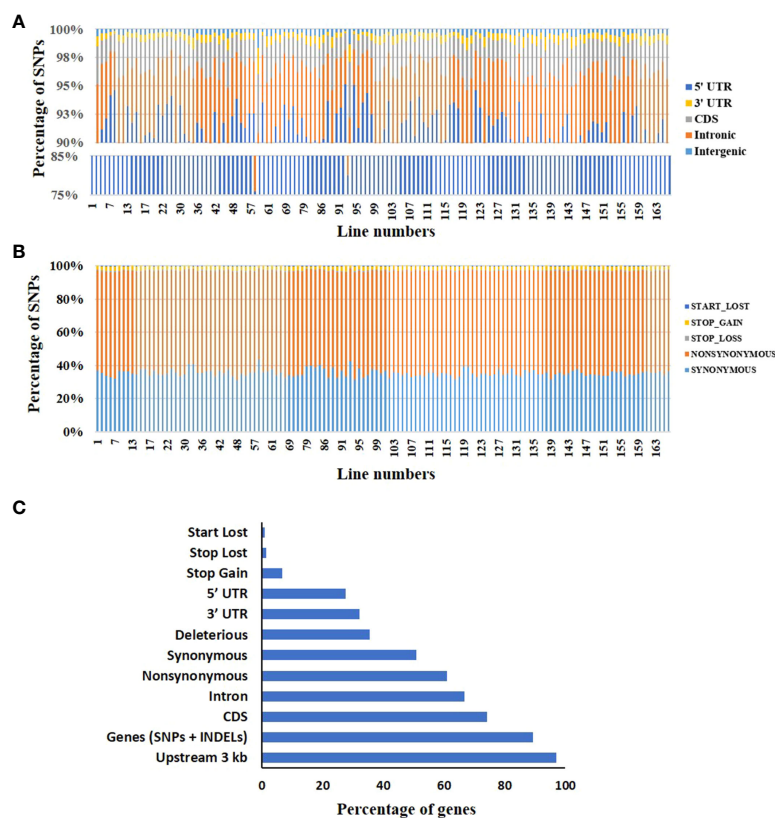 A
Percentage of SNPs
100%
98%
95%
93%
90%
85%
75%
5' UTR
3' UTR
CDS
Intronic
Intergenic
1 7 13 17 22 30 36 42 48 57 63 69 79 86 91 99 103 107 111 115 119 123 127 131 135 139 143 147 151 155 159 163
Line numbers
B
Percentage of SNPs
100%
80%
60%
40%
20%
0%
START_LOST
STOP_GAIN
STOP_LOSS
NONSYNONYMOUS
SYNONYMOUS
1 7 13 17 22 30 36 42 48 57 63 69 79 86 91 99 103 107 111 115 119 123 127 131 135 139 143 147 151 155 159 163
Line numbers
C
Start Lost
Stop Lost
Stop Gain
5' UTR
3' UTR
Deleterious
Synonymous
Nonsynonymous
Intron
CDS
Genes (SNPs + INDELs)
Upstream 3 kb
0 20 40 60 80 100
Percentage of genes